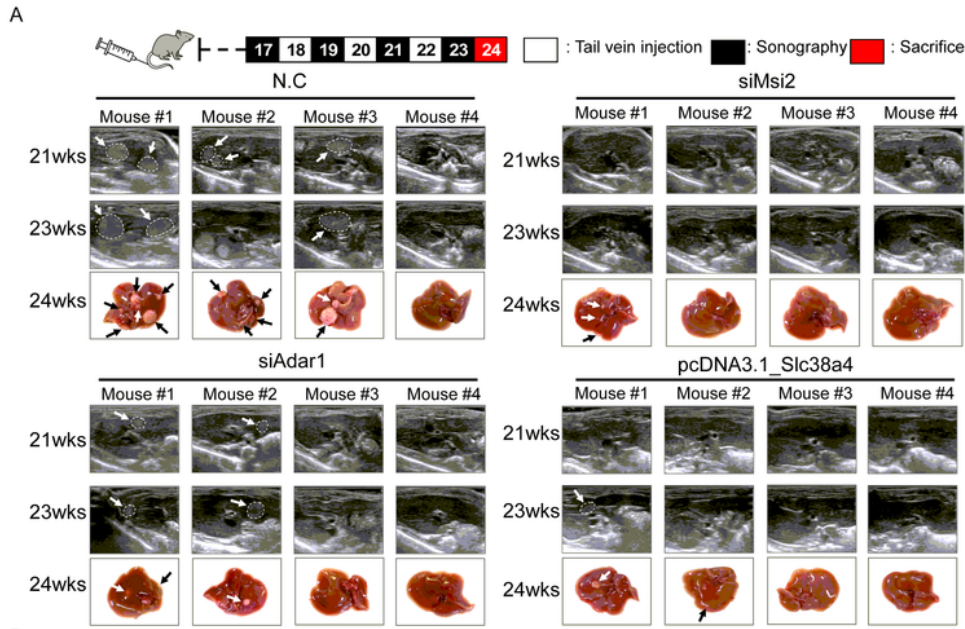 A
17 18 19 20 21 22 23 24 : Tail vein injection : Sonography : Sacrifice
N.C
Mouse #1 Mouse #2 Mouse #3 Mouse #4
21wks
23wks
24wks
siMsi2
Mouse #1 Mouse #2 Mouse #3 Mouse #4
21wks
23wks
24wks
siAdar1
Mouse #1 Mouse #2 Mouse #3 Mouse #4
21wks
23wks
24wks
pcDNA3.1_Slc38a4
Mouse #1 Mouse #2 Mouse #3 Mouse #4
21wks
23wks
24wks